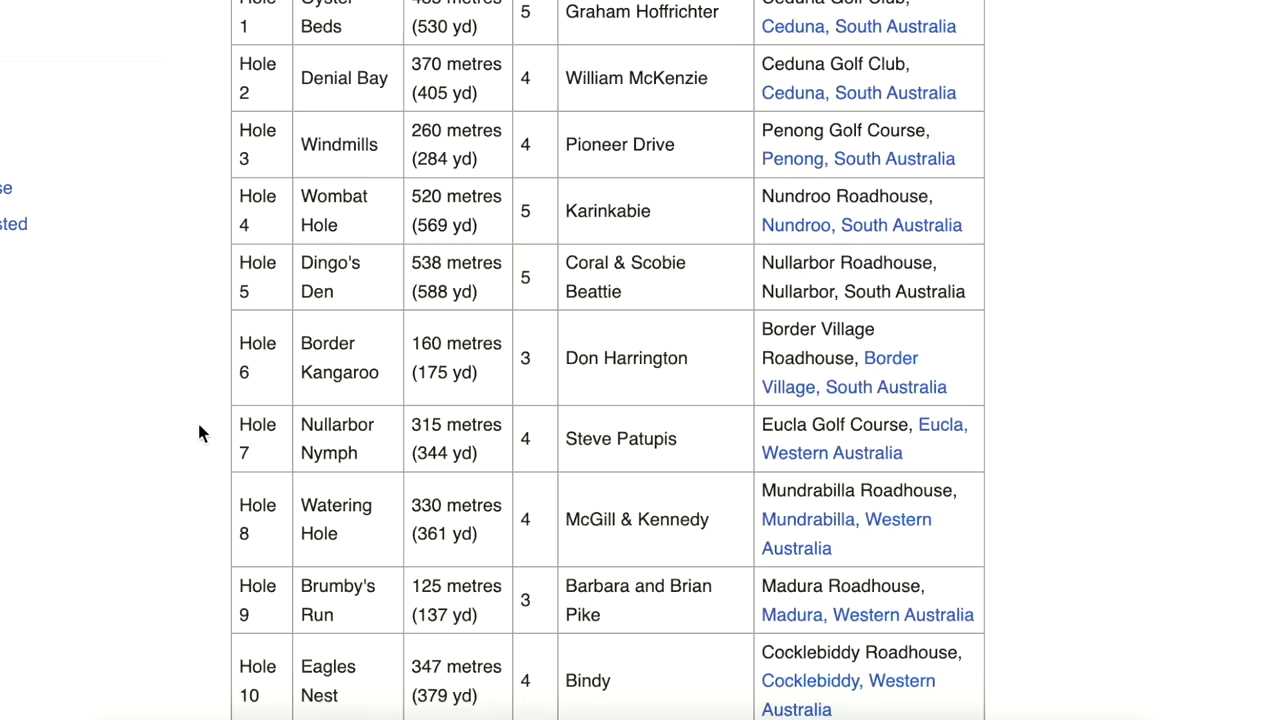 Hole Oyster
1 Beds (530 yd) 5 Graham Hoffrichter Ceduna, South Australia
Hole 370 metres Ceduna Golf Club,
2 Denial Bay (405 yd) 4 William McKenzie Ceduna, South Australia
Hole 260 metres Penong Golf Course,
3 Windmills (284 yd) 4 Pioneer Drive Penong, South Australia
Hole Wombat 520 metres Nundroo Roadhouse,
4 Hole (569 yd) 5 Karinkabie Nundroo, South Australia
Hole Dingo's 538 metres Coral & Scobie Nullarbor Roadhouse,
5 Den (588 yd) 5 Beattie Nullarbor, South Australia
Hole Border 160 metres Border Village
6 Kangaroo (175 yd) 3 Don Harrington Roadhouse, Border
Village, South Australia
Hole Nullarbor 315 metres Eucla Golf Course, Eucla,
7 Nymph (344 yd) 4 Steve Patupis Western Australia
Hole Watering 330 metres Mundrabilla Roadhouse,
8 Hole (361 yd) 4 McGill & Kennedy Mundrabilla, Western
Australia
Hole Brumby's 125 metres Barbara and Brian Madura Roadhouse,
9 Run (137 yd) 3 Pike Madura, Western Australia
Hole Eagles 347 metres Cocklebiddy Roadhouse,
10 Nest (379 yd) 4 Bindy Cocklebiddy, Western
Australia
se
sted